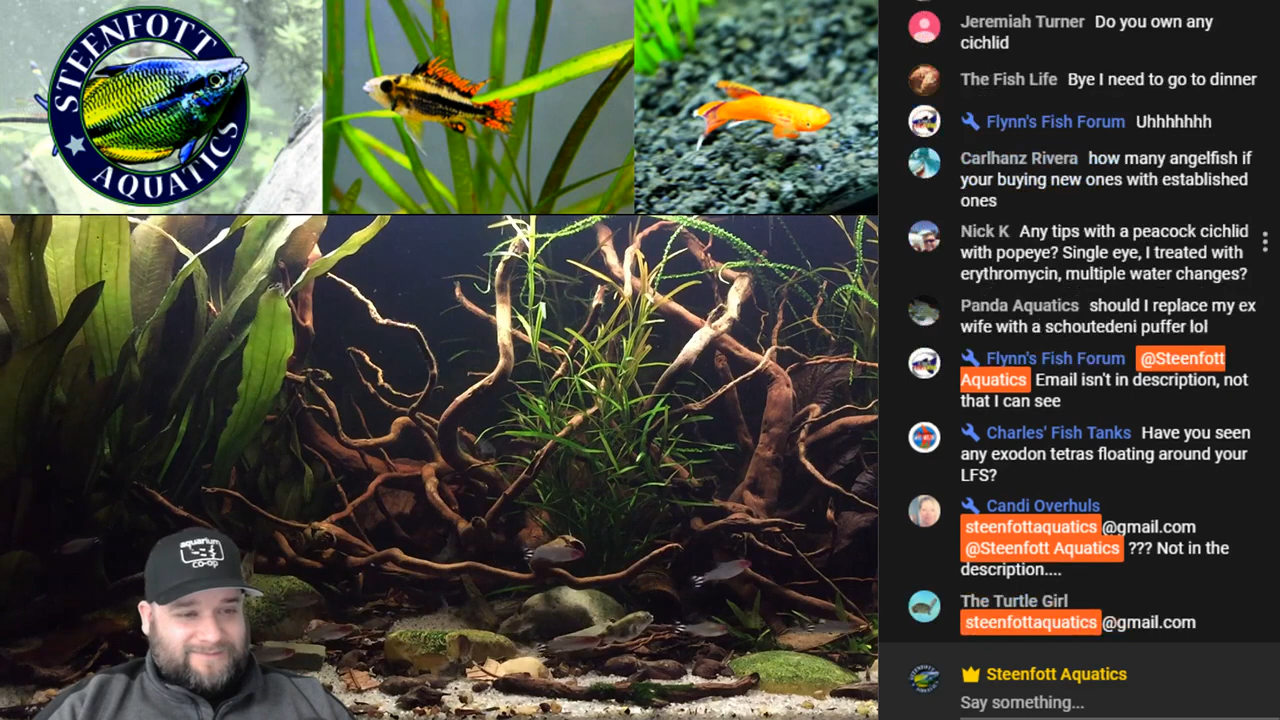 STEENFOTT
AQUATICS
aquarium
co-op
Jeremiah Turner Do you own any
cichlid
The Fish Life Bye I need to go to dinner
Flynn's Fish Forum Uhhhhhhh
Carlhanz Rivera how many angelfish if
your buying new ones with established
ones
Nick K Any tips with a peacock cichlid
with popeye? Single eye, I treated with
erythromycin, multiple water changes?
Panda Aquatics should I replace my ex
wife with a schoutedeni puffer lol
Flynn's Fish Forum @Steenfott
Aquatics Email isn't in description, not
that I can see
Charles' Fish Tanks Have you seen
any exodon tetras floating around your
LFS?
Candi Overhuls
steenfottaquatics@gmail.com
@Steenfott Aquatics ??? Not in the
description....
The Turtle Girl
steenfottaquatics@gmail.com
Steenfott Aquatics
Say something...